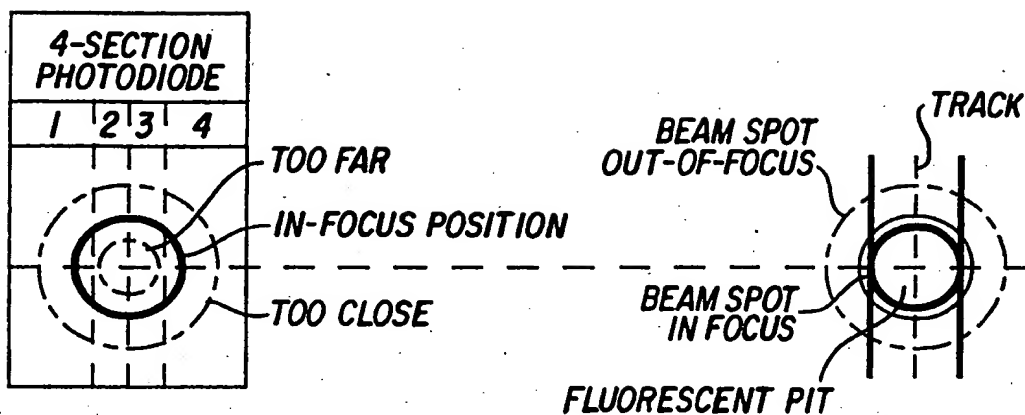 4-SECTION
PHOTODIODE
1 2 3 4
TOO FAR
IN-FOCUS POSITION
TOO CLOSE
BEAM SPOT
OUT-OF-FOCUS
TRACK
BEAM SPOT
IN FOCUS
FLUORESCENT PIT